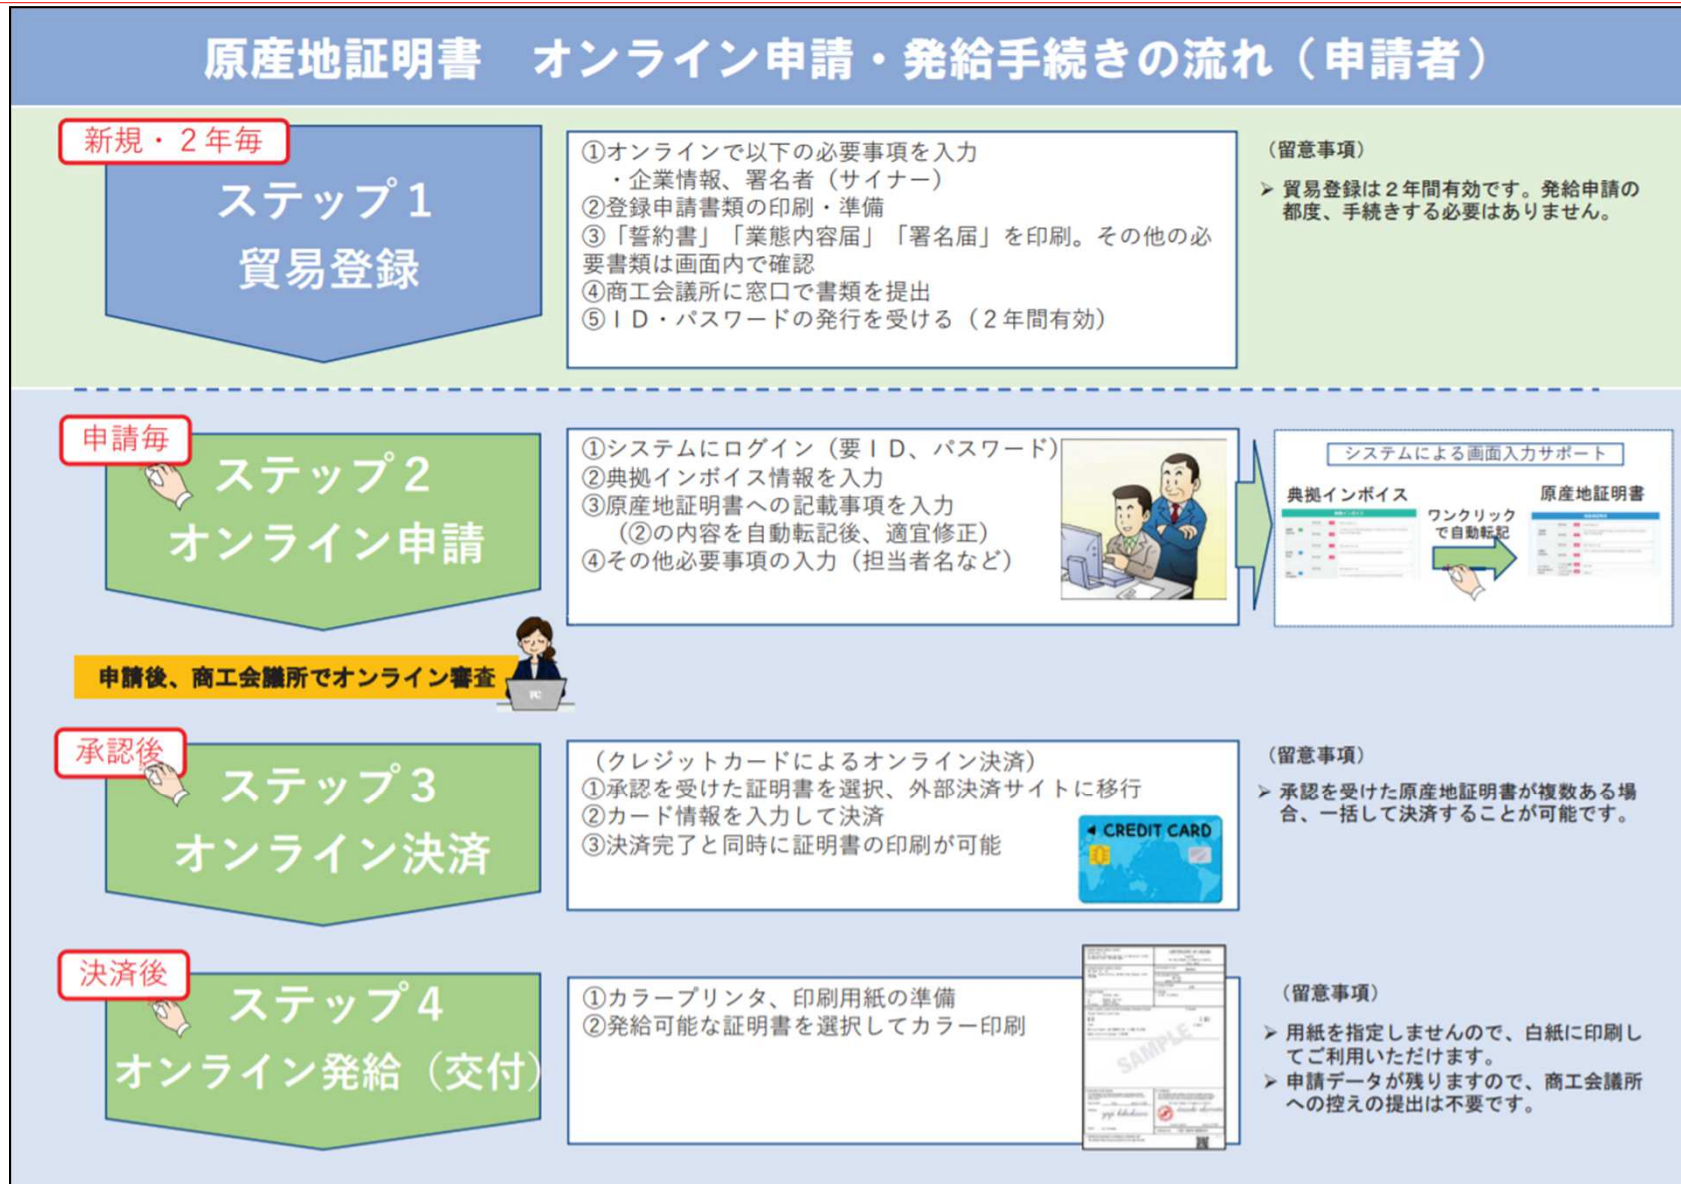 原産地証明書　オンライン申請・発給手続きの流れ（申請者）
新規・２年毎
ステップ１
貿易登録
①オンラインで以下の必要事項を入力
・企業情報、署名者（サイナー）
②登録申請書類の印刷・準備
③「誓約書」「業態内容届」「署名届」を印刷。その他の必
要書類は画面内で確認
④商工会議所に窓口で書類を提出
⑤ＩＤ・パスワードの発行を受ける（２年間有効）
（留意事項）
➢ 貿易登録は２年間有効です。発給申請の
都度、手続きする必要はありません。
申請毎
ステップ２
オンライン申請
①システムにログイン（要ＩＤ、パスワード）
②典拠インボイス情報を入力
③原産地証明書への記載事項を入力
（②の内容を自動転記後、適宜修正）
④その他必要事項の入力（担当者名など）
システムによる画面入力サポート
典拠インボイス
ワンクリック
で自動転記
原産地証明書
申請後、商工会議所でオンライン審査
PC
承認後
ステップ３
オンライン決済
（クレジットカードによるオンライン決済）
①承認を受けた証明書を選択、外部決済サイトに移行
②カード情報を入力して決済
③決済完了と同時に証明書の印刷が可能
CREDIT CARD
（留意事項）
➢ 承認を受けた原産地証明書が複数ある場
合、一括して決済することが可能です。
決済後
ステップ４
オンライン発給（交付）
①カラープリンタ、印刷用紙の準備
②発給可能な証明書を選択してカラー印刷
SAMPLE
（留意事項）
➢ 用紙を指定しませんので、白紙に印刷し
てご利用いただけます。
➢ 申請データが残りますので、商工会議所
への控えの提出は不要です。